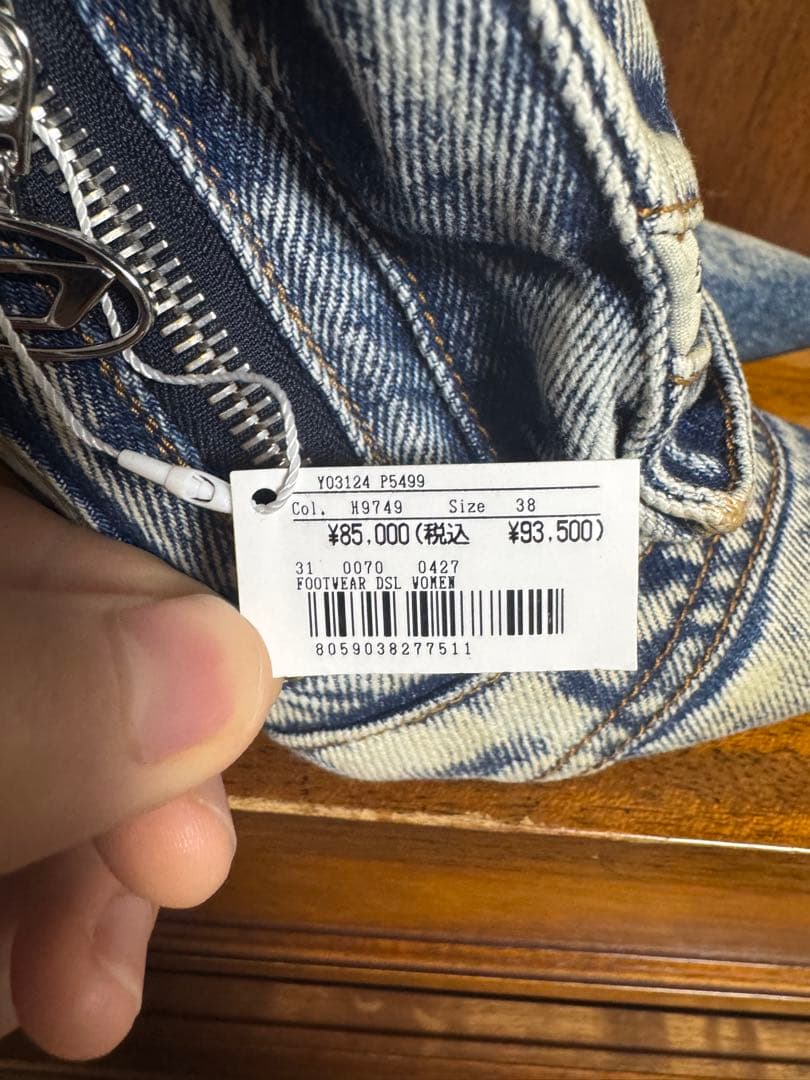 Y03124 P5499
Col. H9749 Size 38
¥85,000(税込 ¥93,500)
31 0070 0427
FOOTWEAR DSL WOMEN
8059038277511